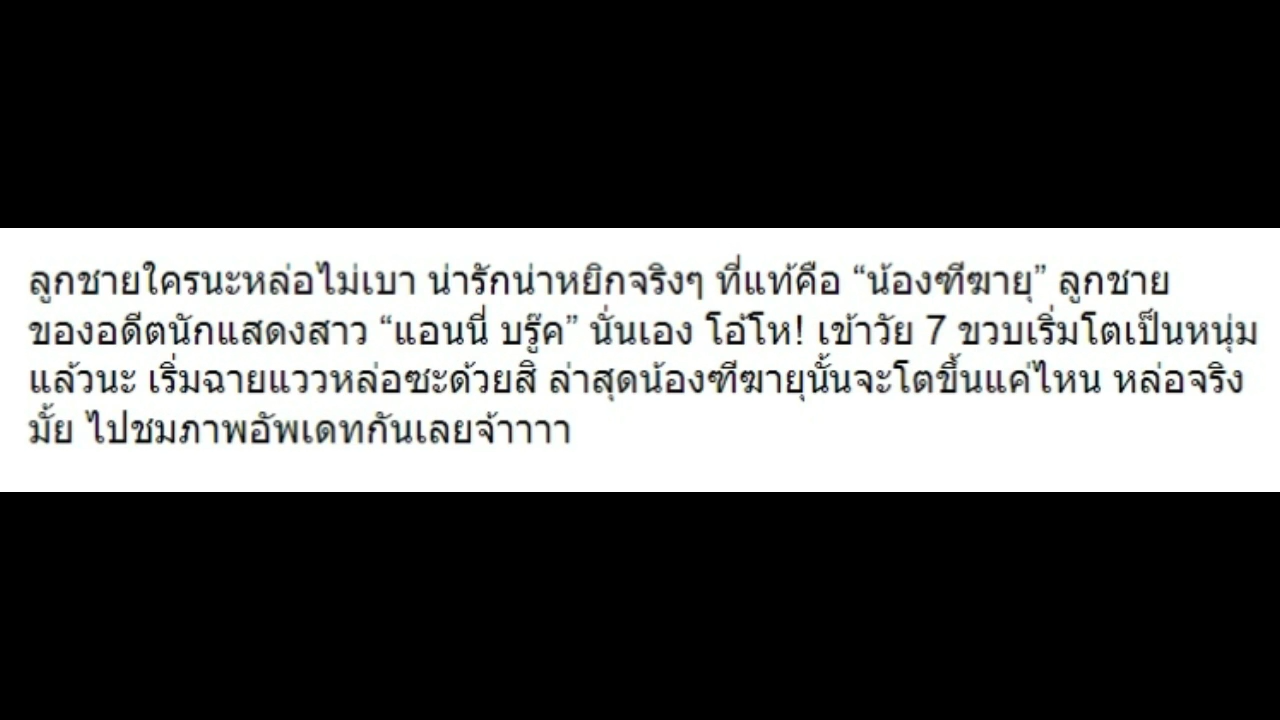 ลูกชายใครนะหล่อไม่เบา น่ารักน่าหยิกจริงๆ ที่แท้คือ “น้องฑีฆายุ” ลูกชาย
ของอดีตนักแสดงสาว “แอนนี่ บรู๊ค” นั่นเอง โอ้โห! เข้าวัย 7 ขวบเริ่มโตเป็นหนุ่ม
แล้วนะ เริ่มฉายแววหล่อซะด้วยสิ ล่าสุดน้องฑีฆายุนั้นจะโตขึ้นแค่ไหน หล่อจริง
มั้ย ไปชมภาพอัพเดทกันเลยจ้าาาา